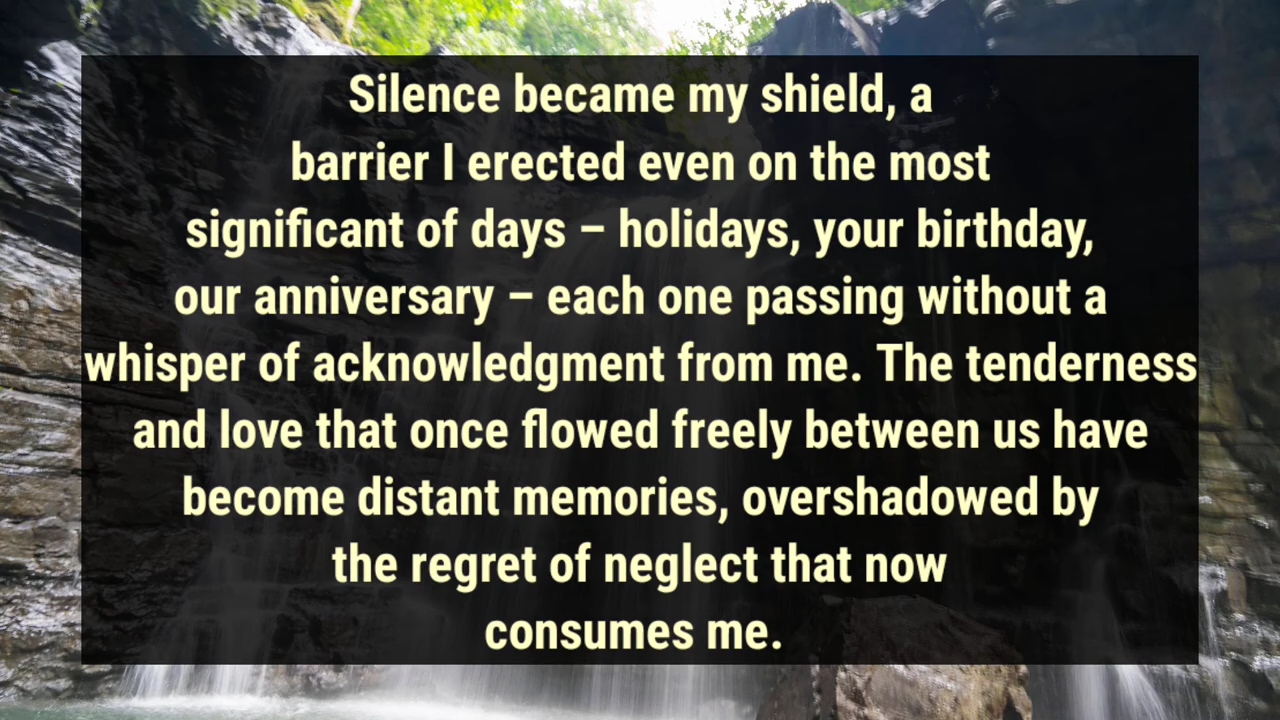 Silence became my shield, a
barrier I erected even on the most
significant of days – holidays, your birthday,
our anniversary – each one passing without a
whisper of acknowledgment from me. The tenderness
and love that once flowed freely between us have
become distant memories, overshadowed by
the regret of neglect that now
consumes me.